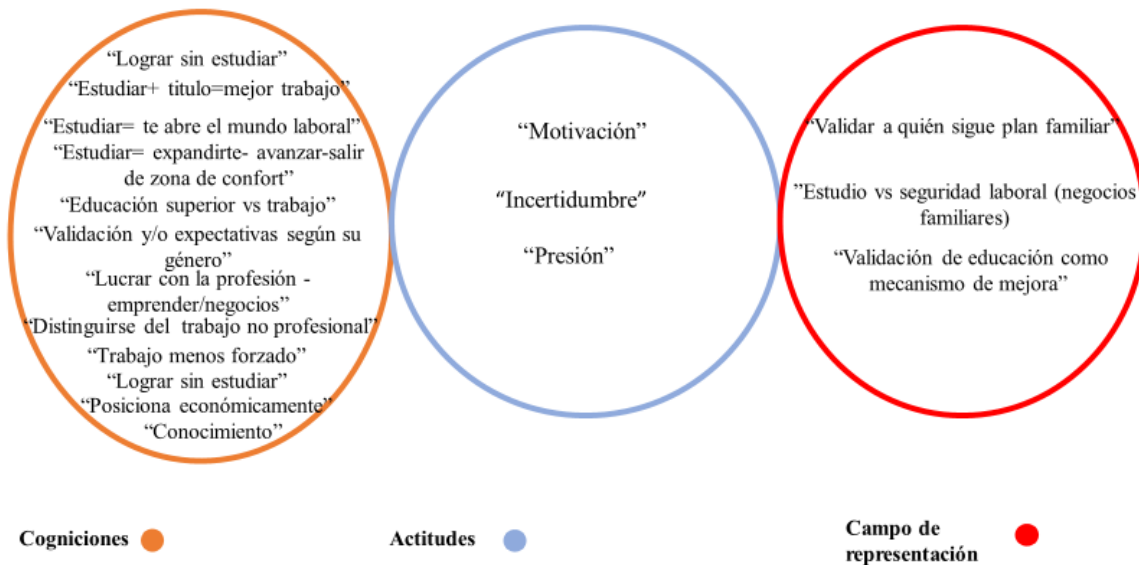 “Lograr sin estudiar”
“Estudiar+ titulo=mejor trabajo”
“Estudiar= te abre el mundo laboral”
“Estudiar= expandirte- avanzar-salir
de zona de confort”
“Educación superior vs trabajo”
“Validación y/o expectativas según su
género”
“Lucrar con la profesión -
emprender/negocios”
“Distinguirse del trabajo no profesional”
“Trabajo menos forzado”
“Lograr sin estudiar”
“Posiciona económicamente”
“Conocimiento”
“Motivación”
“Incertidumbre”
“Presión”
“Validar a quién sigue plan familiar”
”Estudio vs seguridad laboral (negocios
familiares)
“Validación de educación como
mecanismo de mejora”
Cogniciones
Actitudes
Campo de
representación